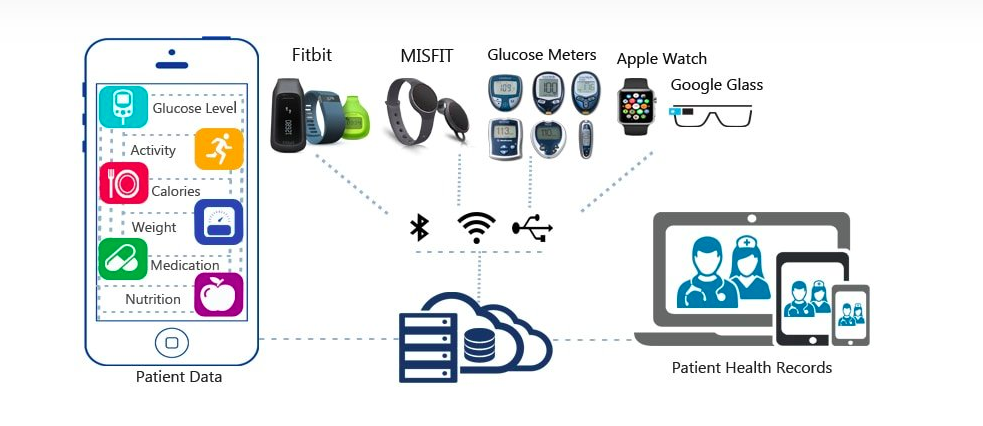 Fitbit
MISFIT
Glucose Meters
Apple Watch
Google Glass
Glucose Level
Activity
Calories
Weight
Medication
Nutrition
Patient Data
Patient Health Records